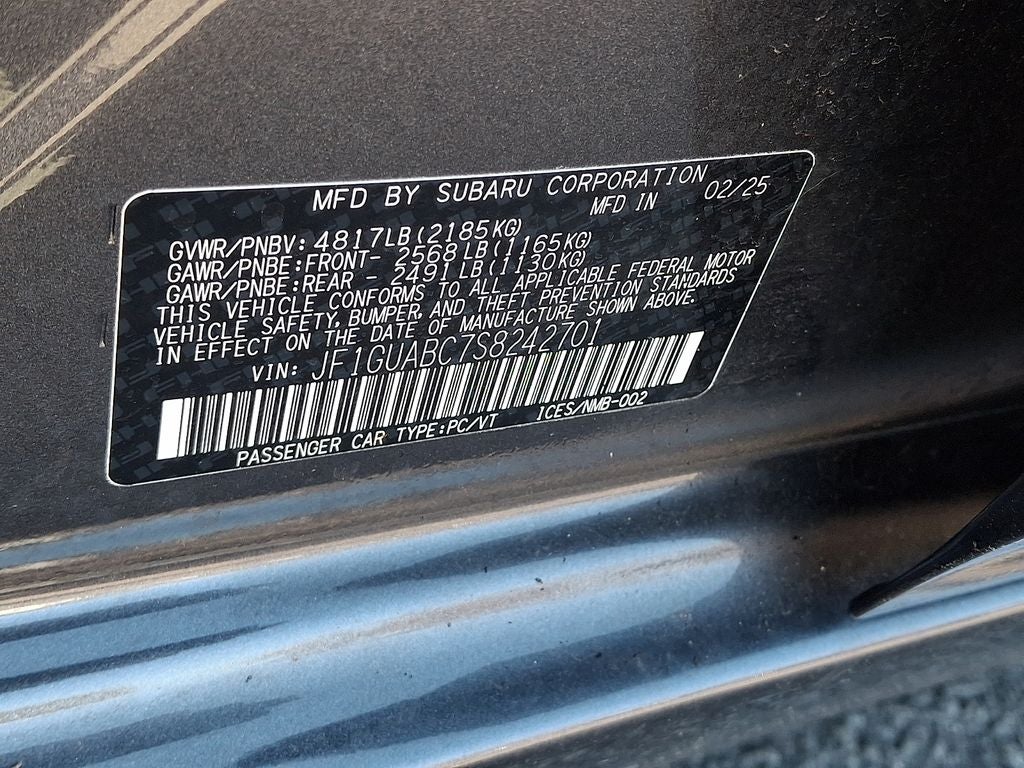 MFD BY SUBARU CORPORATION
MFD IN 02/25
GVWR/PNBV: 4817LB(2185KG)
GAWR/PNBE:FRONT- 2568LB(1165KG)
GAWR/PNBE:REAR - 2491LB(1130KG)
THIS VEHICLE CONFORMS TO ALL APPLICABLE FEDERAL MOTOR
VEHICLE SAFETY, BUMPER, AND THEFT PREVENTION STANDARDS
IN EFFECT ON THE DATE OF MANUFACTURE SHOWN ABOVE.
VIN: JF1GUABC7S8242701
PASSENGER CAR TYPE:PC/VT ICES/NMB-002